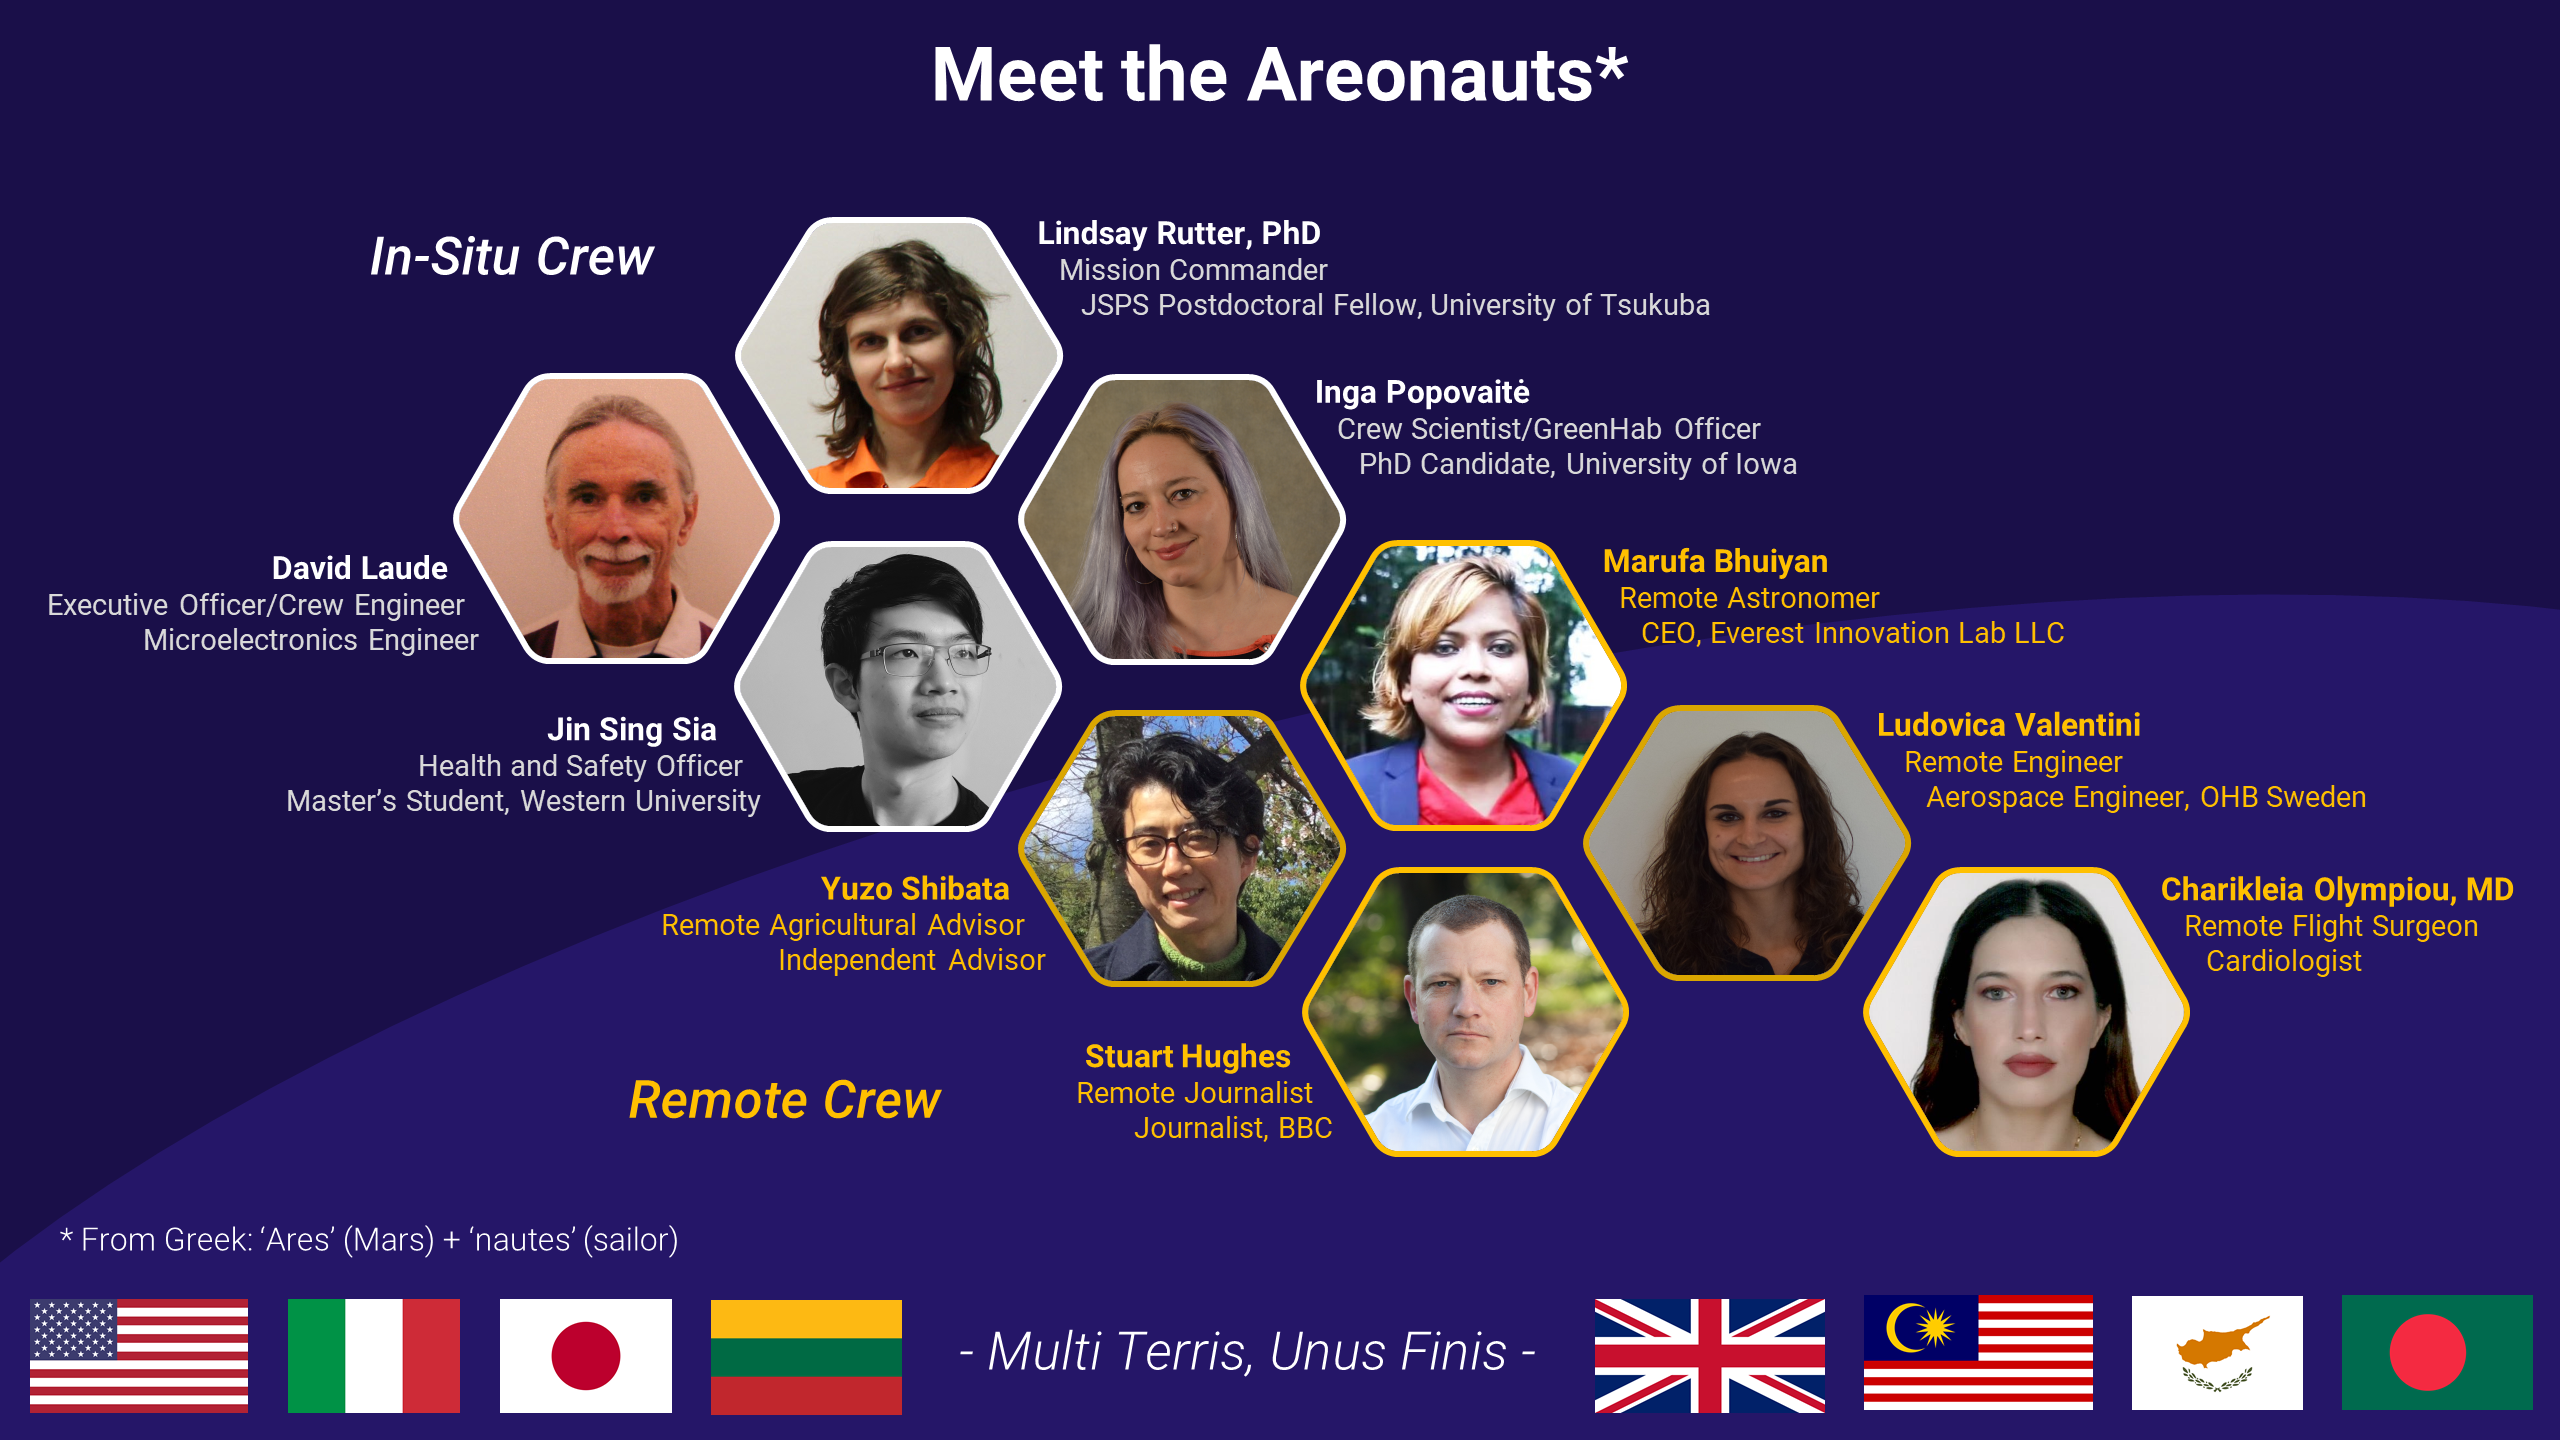 Meet the Areonauts*
In-Situ Crew
Lindsay Rutter, PhD
Mission Commander
JSPS Postdoctoral Fellow, University of Tsukuba
Inga Popovaitė
Crew Scientist/GreenHab Officer
PhD Candidate, University of Iowa
David Laude
Executive Officer/Crew Engineer
Microelectronics Engineer
Jin Sing Sia
Health and Safety Officer
Master’s Student, Western University
Marufa Bhuiyan
Remote Astronomer
CEO, Everest Innovation Lab LLC
Ludovica Valentini
Remote Engineer
Aerospace Engineer, OHB Sweden
Yuzo Shibata
Remote Agricultural Advisor
Independent Advisor
Charikleia Olympiou, MD
Remote Flight Surgeon
Cardiologist
Stuart Hughes
Remote Journalist
Journalist, BBC
Remote Crew
* From Greek: ‘Ares’ (Mars) + ‘nautes’ (sailor)
- Multi Terris, Unus Finis -